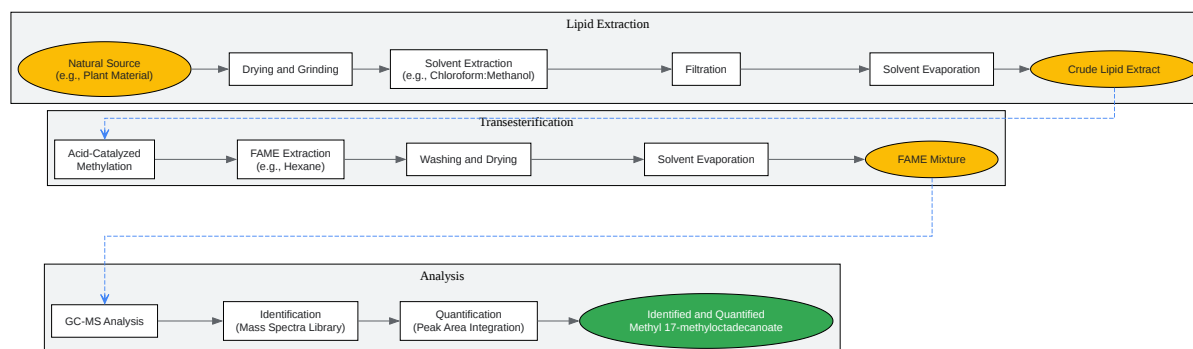 Lipid Extraction
Natural Source
(e.g., Plant Material)
Drying and Grinding
Solvent Extraction
(e.g., Chloroform:Methanol)
Filtration
Solvent Evaporation
Crude Lipid Extract
Transesterification
Acid-Catalyzed
Methylation
FAME Extraction
(e.g., Hexane)
Washing and Drying
Solvent Evaporation
FAME Mixture
Analysis
GC-MS Analysis
Identification
(Mass Spectra Library)
Quantification
(Peak Area Integration)
Identified and Quantified
Methyl 17-methyloctadecanoate